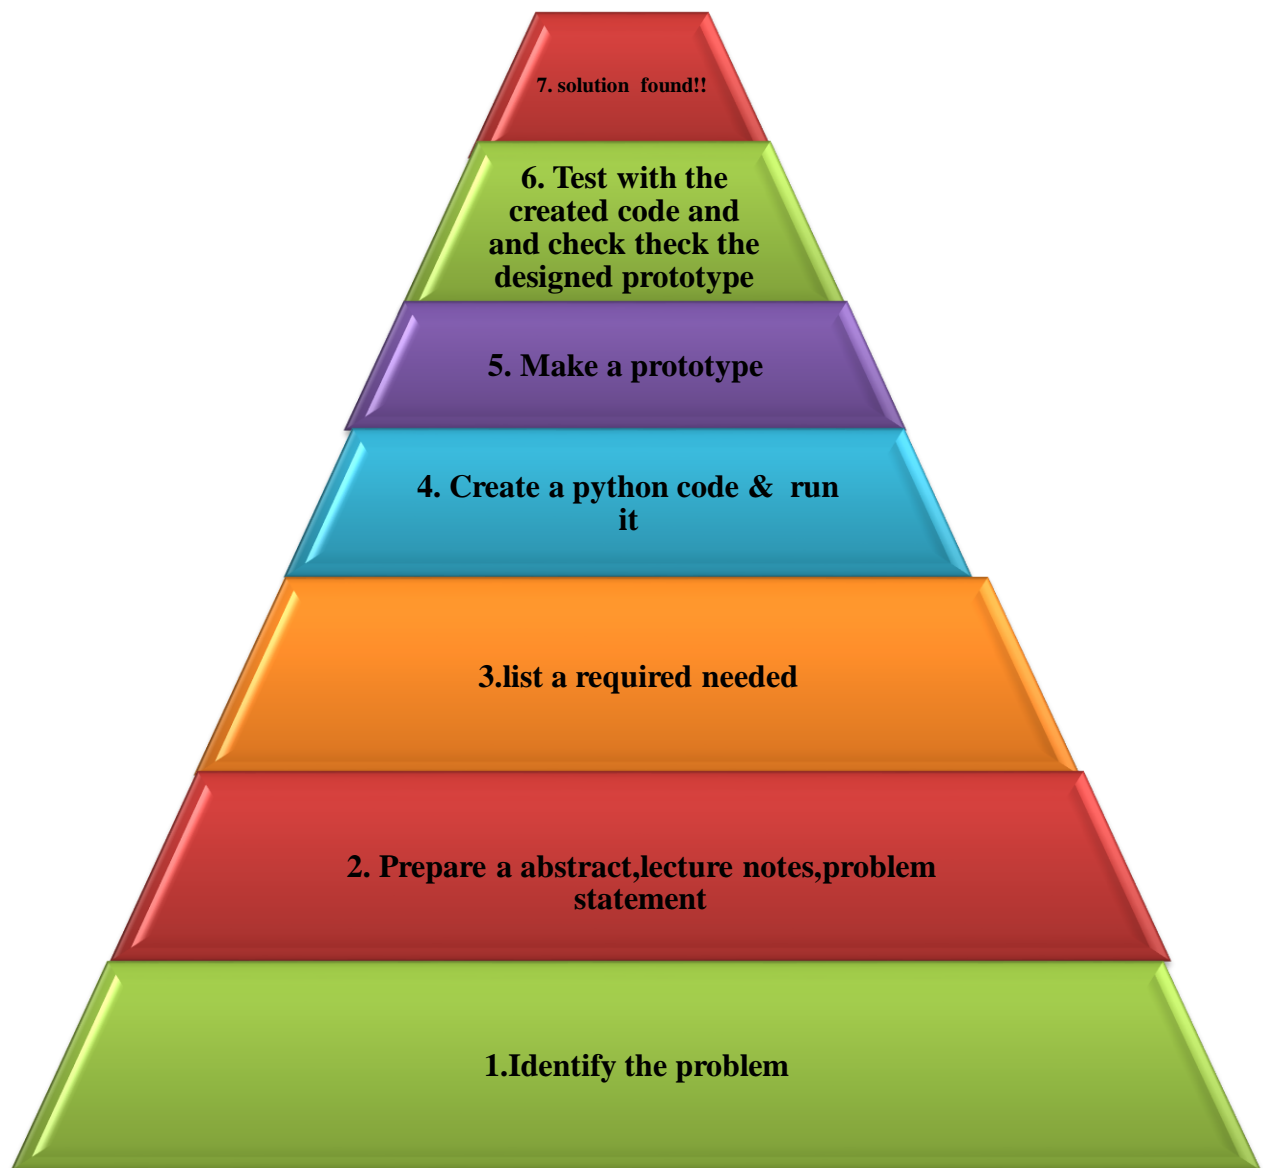 7. solution  found!!
6. Test with the
created code and
and check theck the
designed prototype
5. Make a prototype
4. Create a python code &  run
it
3.list a required needed
2. Prepare a abstract,lecture notes,problem
statement
1.Identify the problem